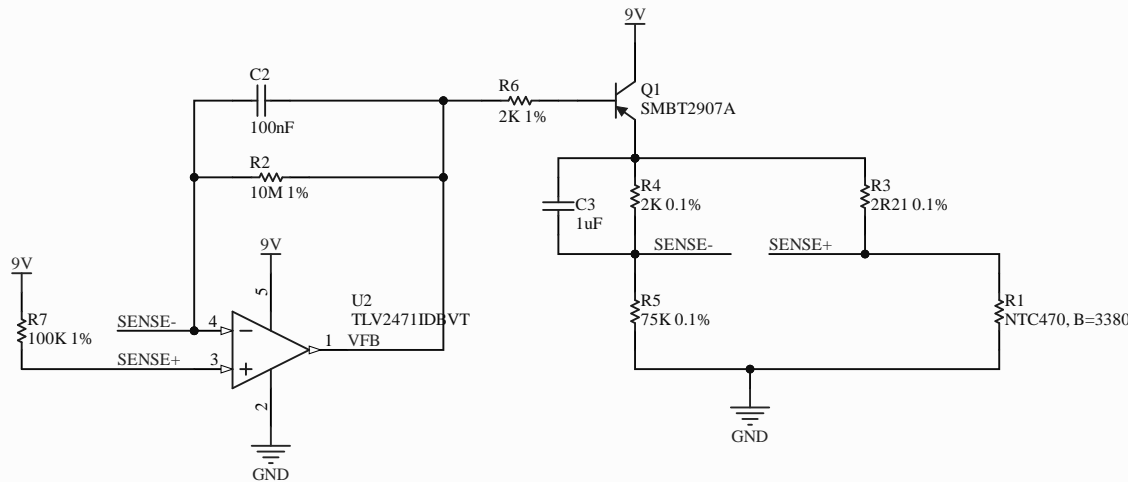 9V
C2
100nF
R6
2K 1%
Q1
SMBT2907A
R2
10M 1%
C3
1uF
R4
2K 0.1%
R3
2R21 0.1%
SENSE-
SENSE+
9V
9V
R7
100K 1%
SENSE-
4
5
U2
TLV2471IDBVT
1
VFB
SENSE+
3
2
R5
75K 0.1%
R1
NTC470, B=3380
GND
GND